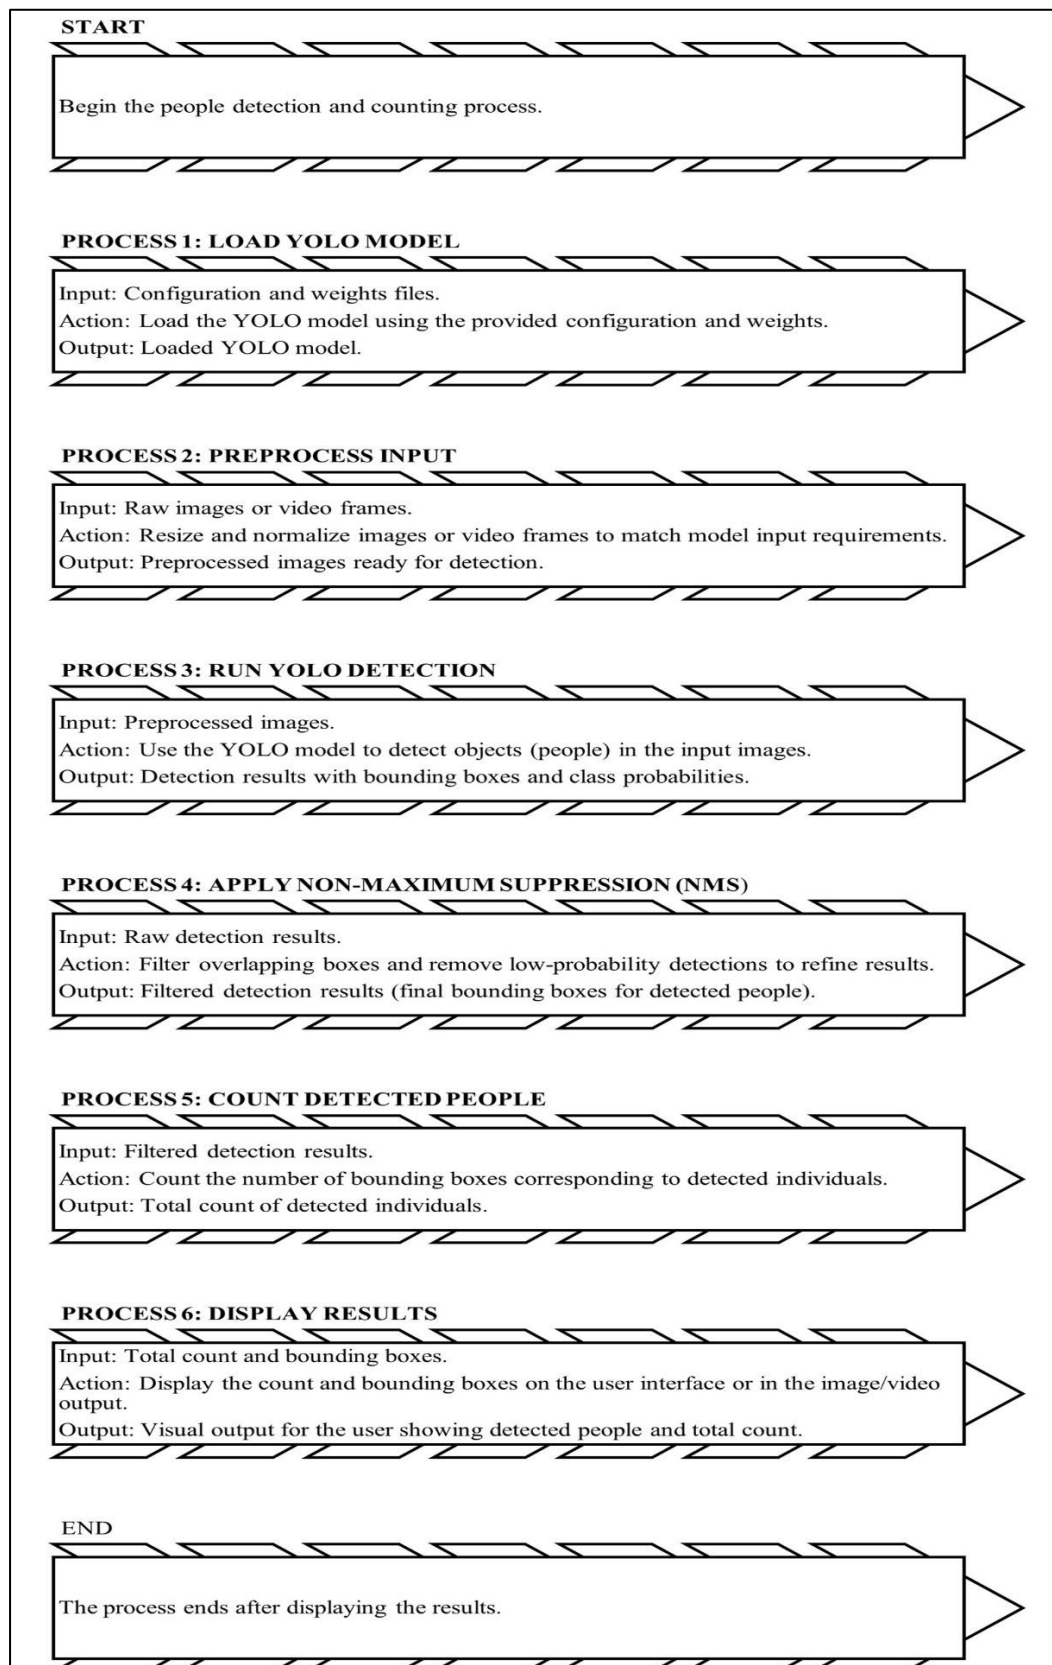 START
Begin the people detection and counting process.
PROCESS 1: LOAD YOLO MODEL
Input: Configuration and weights files.
Action: Load the YOLO model using the provided configuration and weights.
Output: Loaded YOLO model.
PROCESS 2: PREPROCESS INPUT
Input: Raw images or video frames.
Action: Resize and normalize images or video frames to match model input requirements.
Output: Preprocessed images ready for detection.
PROCESS 3: RUN YOLO DETECTION
Input: Preprocessed images.
Action: Use the YOLO model to detect objects (people) in the input images.
Output: Detection results with bounding boxes and class probabilities.
PROCESS 4: APPLY NON-MAXIMUM SUPPRESSION (NMS)
Input: Raw detection results.
Action: Filter overlapping boxes and remove low-probability detections to refine results.
Output: Filtered detection results (final bounding boxes for detected people).
PROCESS 5: COUNT DETECTED PEOPLE
Input: Filtered detection results.
Action: Count the number of bounding boxes corresponding to detected individuals.
Output: Total count of detected individuals.
PROCESS 6: DISPLAY RESULTS
Input: Total count and bounding boxes.
Action: Display the count and bounding boxes on the user interface or in the image/video
output.
Output: Visual output for the user showing detected people and total count.
END
The process ends after displaying the results.